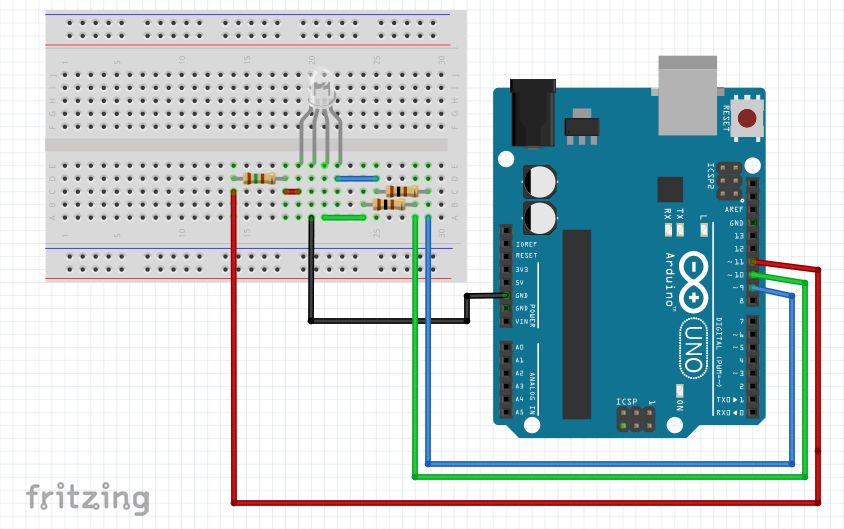 1 5 10 15 20 25 30
J J
I I
H H
G G
F F
E E
D D
C C
B B
A A
1 5 10 15 20 25 30
RESET
ICSP2
AREF
GND
13
12
~11
~10
~9
8
7
~6
~5
4
~3
2
TXD▶1
RXD◀0
RX
TX
L
IOREF
RESET
3V3
5V
GND
GND
VIN
POWER
A0
A1
A2
A3
A4
A5
ANALOG IN
Arduino™
UNO
DIGITAL (PWM=~)
ICSP 1
ON
fritzing